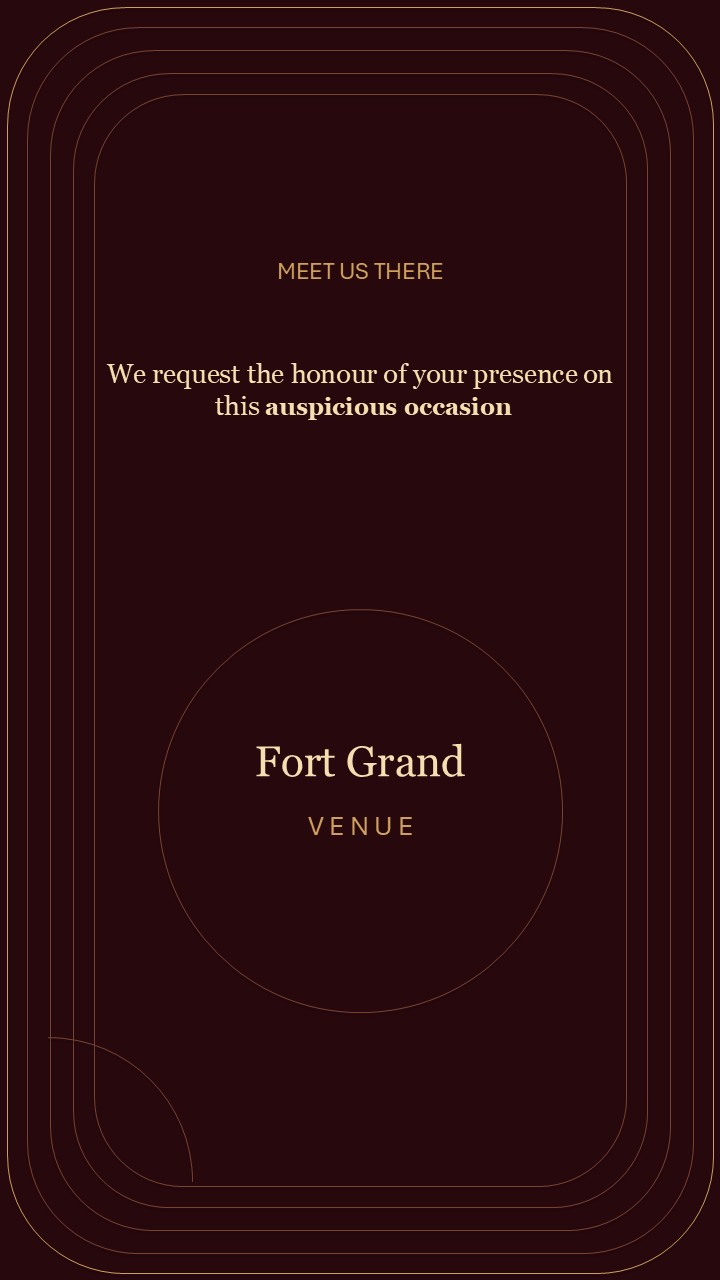 MEET US THERE
We request the honour of your presence on
this auspicious occasion
Fort Grand
VENUE